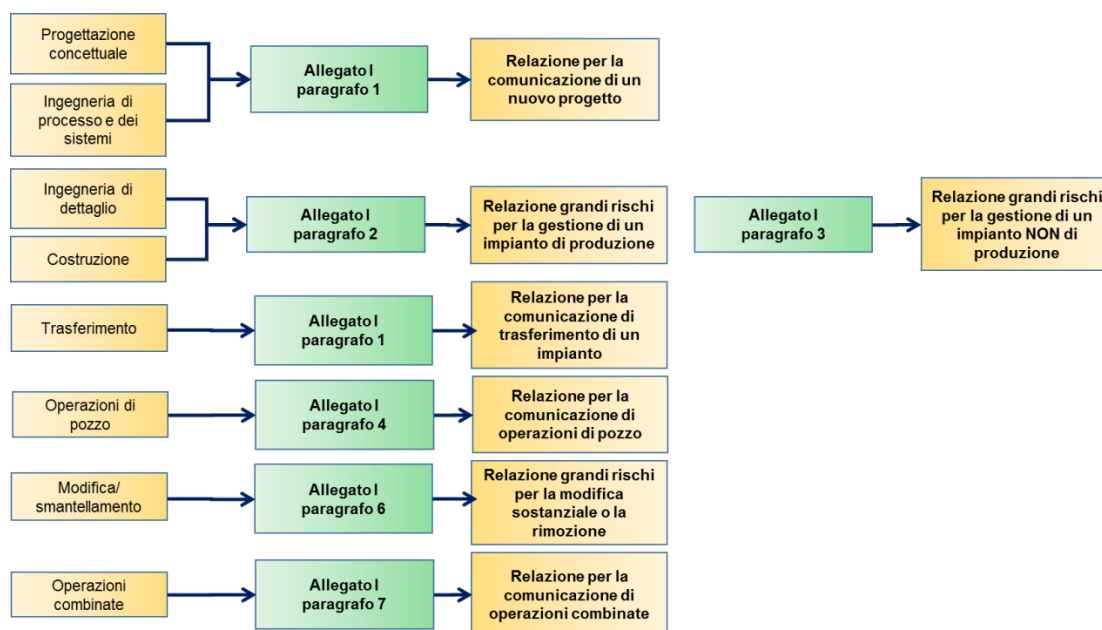 Progettazione
concettuale
Ingegneria di
processo e dei
sistemi
Allegato I
paragrafo 1
Relazione per la
comunicazione di un
nuovo progetto
Ingegneria di
dettaglio
Costruzione
Allegato I
paragrafo 2
Relazione grandi rischi
per la gestione di un
impianto di produzione
Allegato I
paragrafo 3
Relazione grandi rischi
per la gestione di un
impianto NON di
produzione
Trasferimento
Allegato I
paragrafo 1
Relazione per la
comunicazione di
trasferimento di un
impianto
Operazioni di
pozzo
Allegato I
paragrafo 4
Relazione per la
comunicazione di
operazioni di pozzo
Modifica/
smantellamento
Allegato I
paragrafo 6
Relazione grandi rischi
per la modifica
sostanziale o la
rimozione
Operazioni
combinate
Allegato I
paragrafo 7
Relazione per la
comunicazione di
operazioni combinate